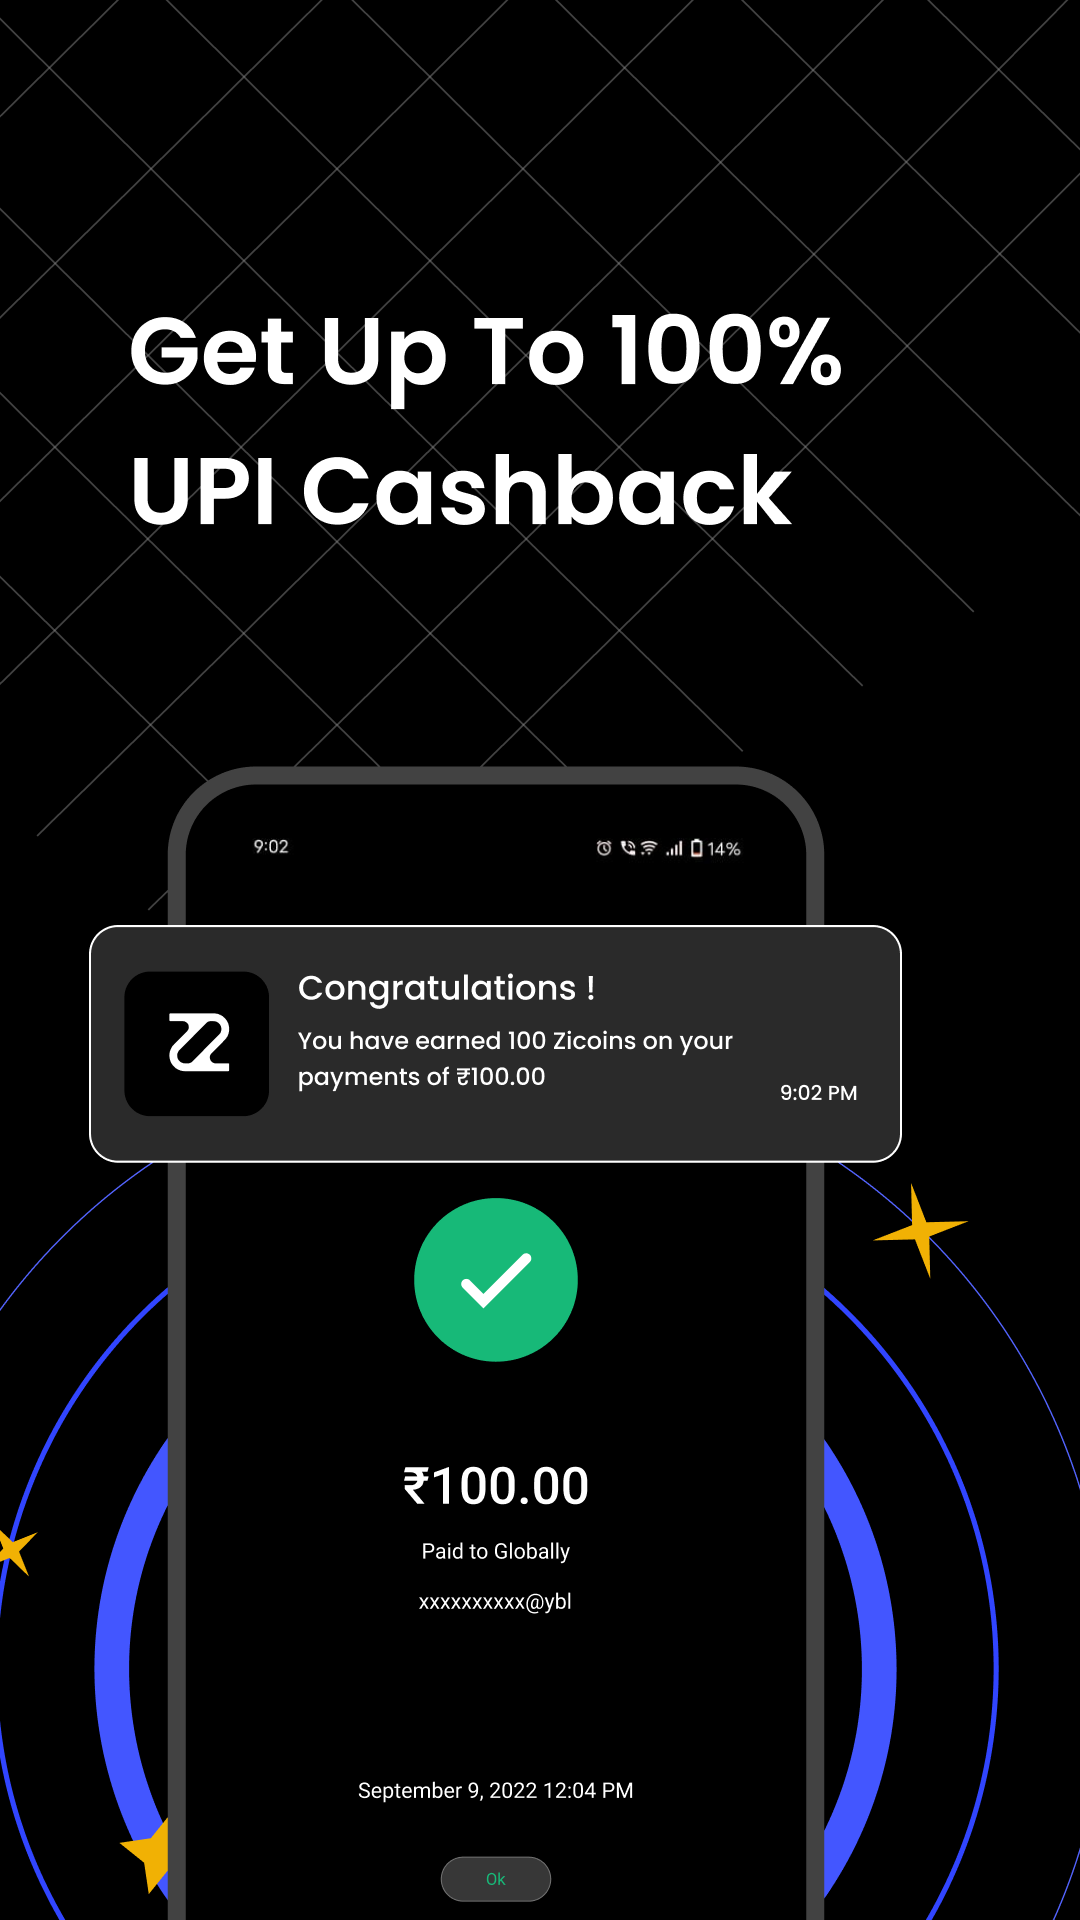 Get Up To 100%
UPI Cashback
9:02
14%
Congratulations !
You have earned 100 Zicoins on your
payments of ₹100.00
9:02 PM
₹100.00
Paid to Globally
xxxxxxxxxx@ybl
September 9, 2022 12:04 PM
Ok